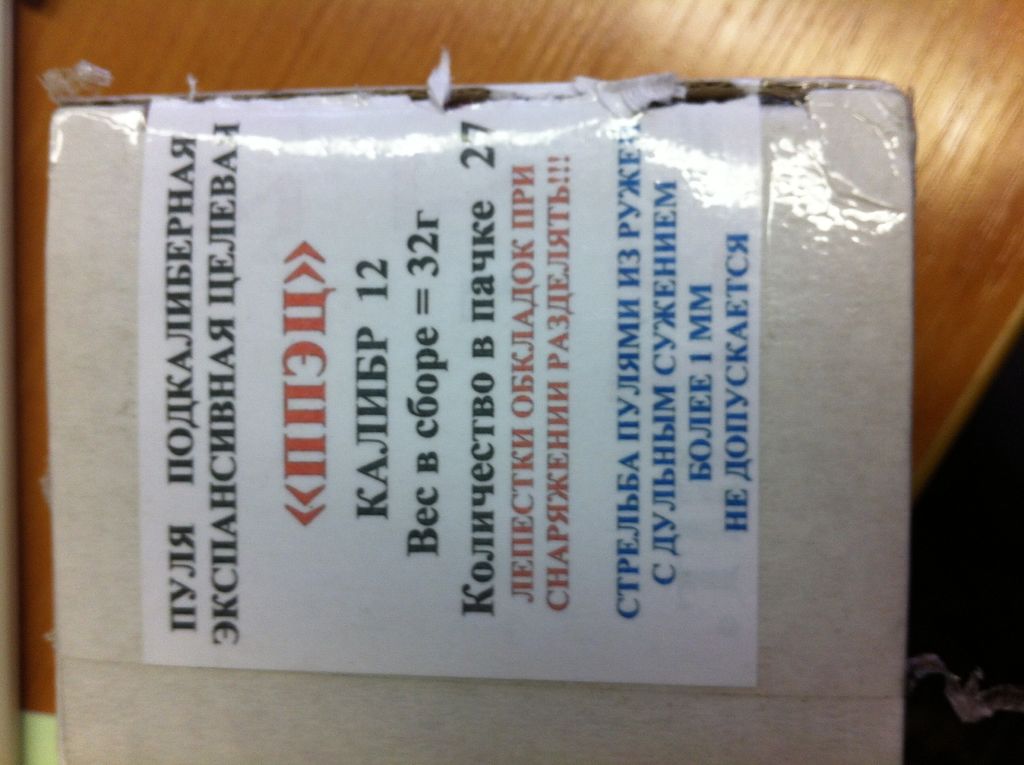 ПУЛЯ ПОДКАЛИБЕРНАЯ
ЭКСПАНСИВНАЯ ЦЕЛЕВАЯ
«ППЭЦ»
КАЛИБР 12
Вес в сборе = 32г
Количество в пачке 27
ЛЕПЕСТКИ ОБКЛАДОК ПРИ
СНАРЯЖЕНИИ РАЗДЕЛЯТЬ!!!
СТРЕЛЬБА ПУЛЯМИ ИЗ РУЖЕЙ
С ДУЛЬНЫМ СУЖЕНИЕМ
БОЛЕЕ 1 ММ
НЕ ДОПУСКАЕТСЯ